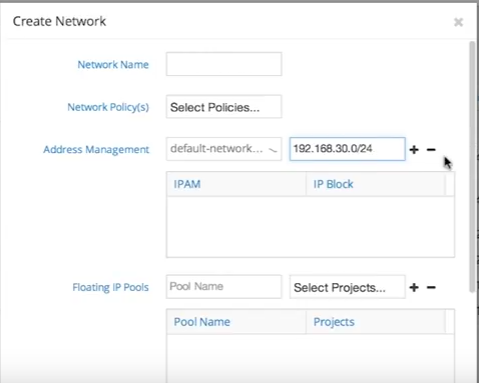 Create Network
Network Name
Network Policy(s) Select Policies...
Address Management default-network... 192.168.30.0/24
IPAM IP Block
Floating IP Pools Pool Name Select Projects...
Pool Name Projects